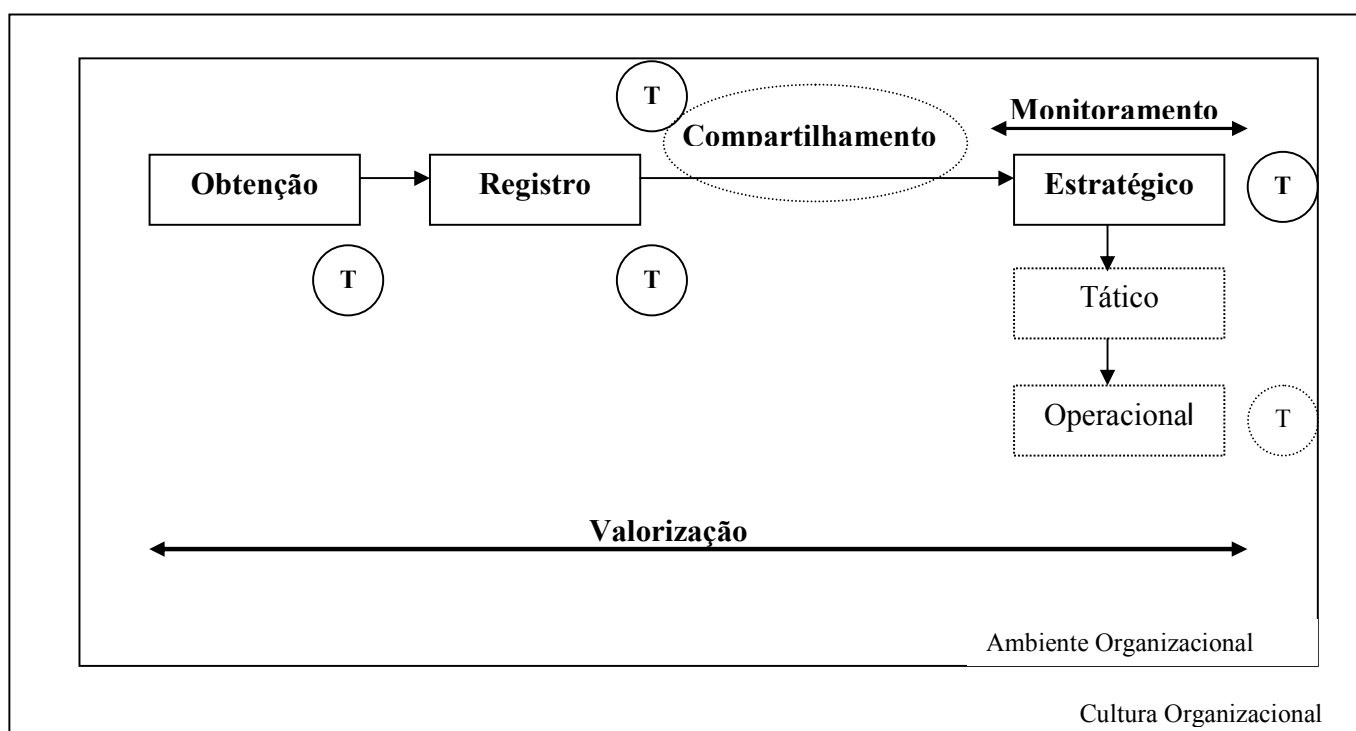 T
Monitoramento
Compartilhamento
Obtenção
Registro
Estratégico
T
T
T
Tático
Operacional
T
Valorização
Ambiente Organizacional
Cultura Organizacional